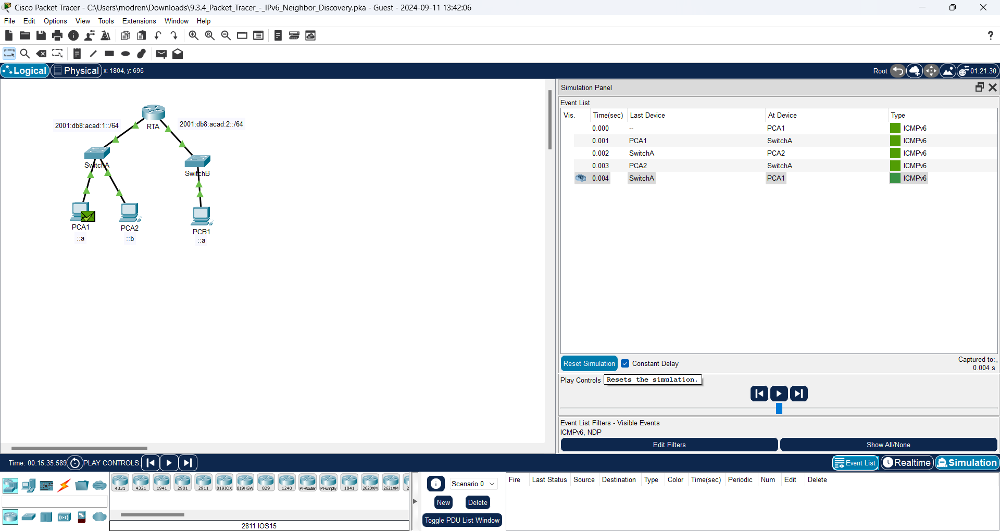 Cisco Packet Tracer - C:\Users\modren\Downloads\9.3.4_Packet_Tracer_-_IPv6_Neighbor_Discovery.pka - Guest - 2024-09-11 13:42:06
File Edit Options View Tools Extensions Window Help
?
Logical Physical x: 1804, y: 696 Root 01:21:30
2001:db8:acad:1::/64 2001:db8:acad:2::/64
RTA
SwitchA
SwitchB
PCA1 PCA2 PCB1
::a ::b ::a
Simulation Panel
Event List
Vis. Time(sec) Last Device At Device Type
0.000 -- PCA1 ICMPv6
0.001 PCA1 SwitchA ICMPv6
0.002 SwitchA PCA2 ICMPv6
0.003 PCA2 SwitchA ICMPv6
0.004 SwitchA PCA1 ICMPv6
Reset Simulation Constant Delay Captured to:
0.004 s
Play Controls Resets the simulation.
Event List Filters - Visible Events
ICMPv6, NDP
Edit Filters Show All/None
Time: 00:15:35.589 PLAY CONTROLS: Event List Realtime Simulation
4331 4321 1941 2901 2911 819IOX 819HGW 829 1240 PT-Router PT-Empty 1841 2620XM 2621XM 2
2811 IOS15
Scenario 0
New Delete
Toggle PDU List Window
Fire Last Status Source Destination Type Color Time(sec) Periodic Num Edit Delete